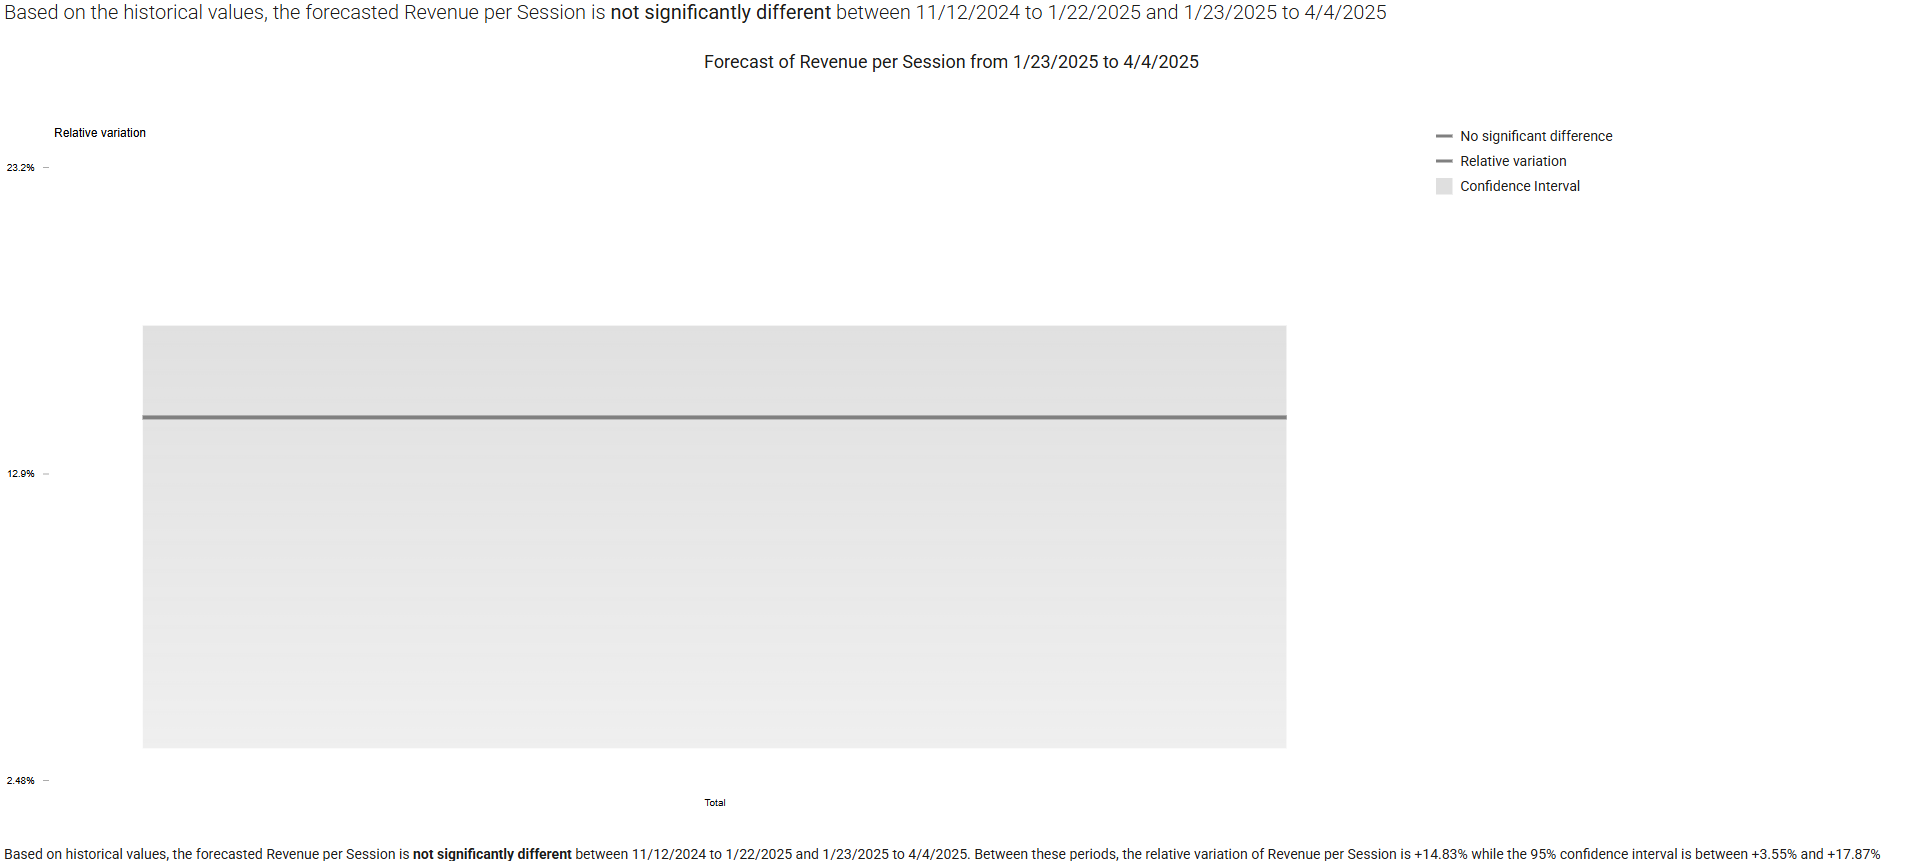 Based on the historical values, the forecasted Revenue per Session is not significantly different between 11/12/2024 to 1/22/2025 and 1/23/2025 to 4/4/2025
Forecast of Revenue per Session from 1/23/2025 to 4/4/2025
Relative variation
23.2%
12.9%
2.48%
Total
No significant difference
Relative variation
Confidence Interval
Based on historical values, the forecasted Revenue per Session is not significantly different between 11/12/2024 to 1/22/2025 and 1/23/2025 to 4/4/2025. Between these periods, the relative variation of Revenue per Session is +14.83% while the 95% confidence interval is between +3.55% and +17.87%